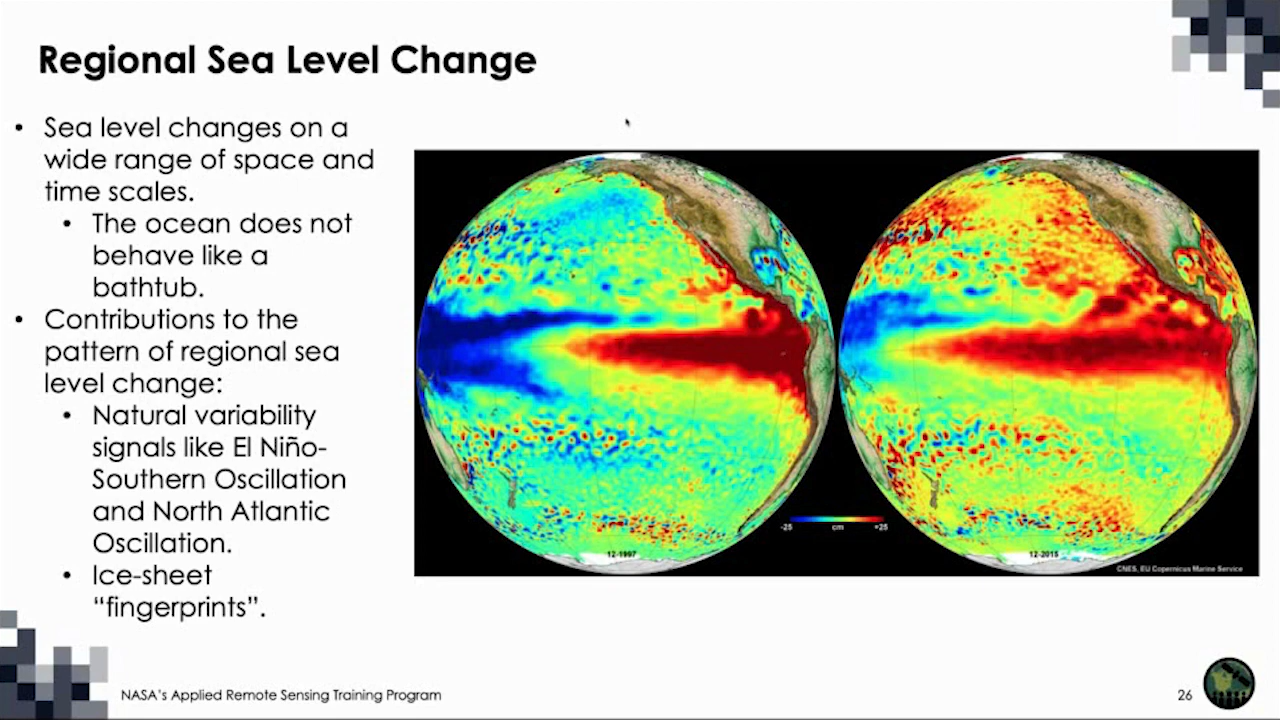 Regional Sea Level Change
• Sea level changes on a
wide range of space and
time scales.
• The ocean does not
behave like a
bathtub.
• Contributions to the
pattern of regional sea
level change:
• Natural variability
signals like El Niño-
Southern Oscillation
and North Atlantic
Oscillation.
• Ice-sheet
“fingerprints”.
-25 cm +25
12-1997
12-2015
CNES, EU Copernicus Marine Service
NASA’s Applied Remote Sensing Training Program
26